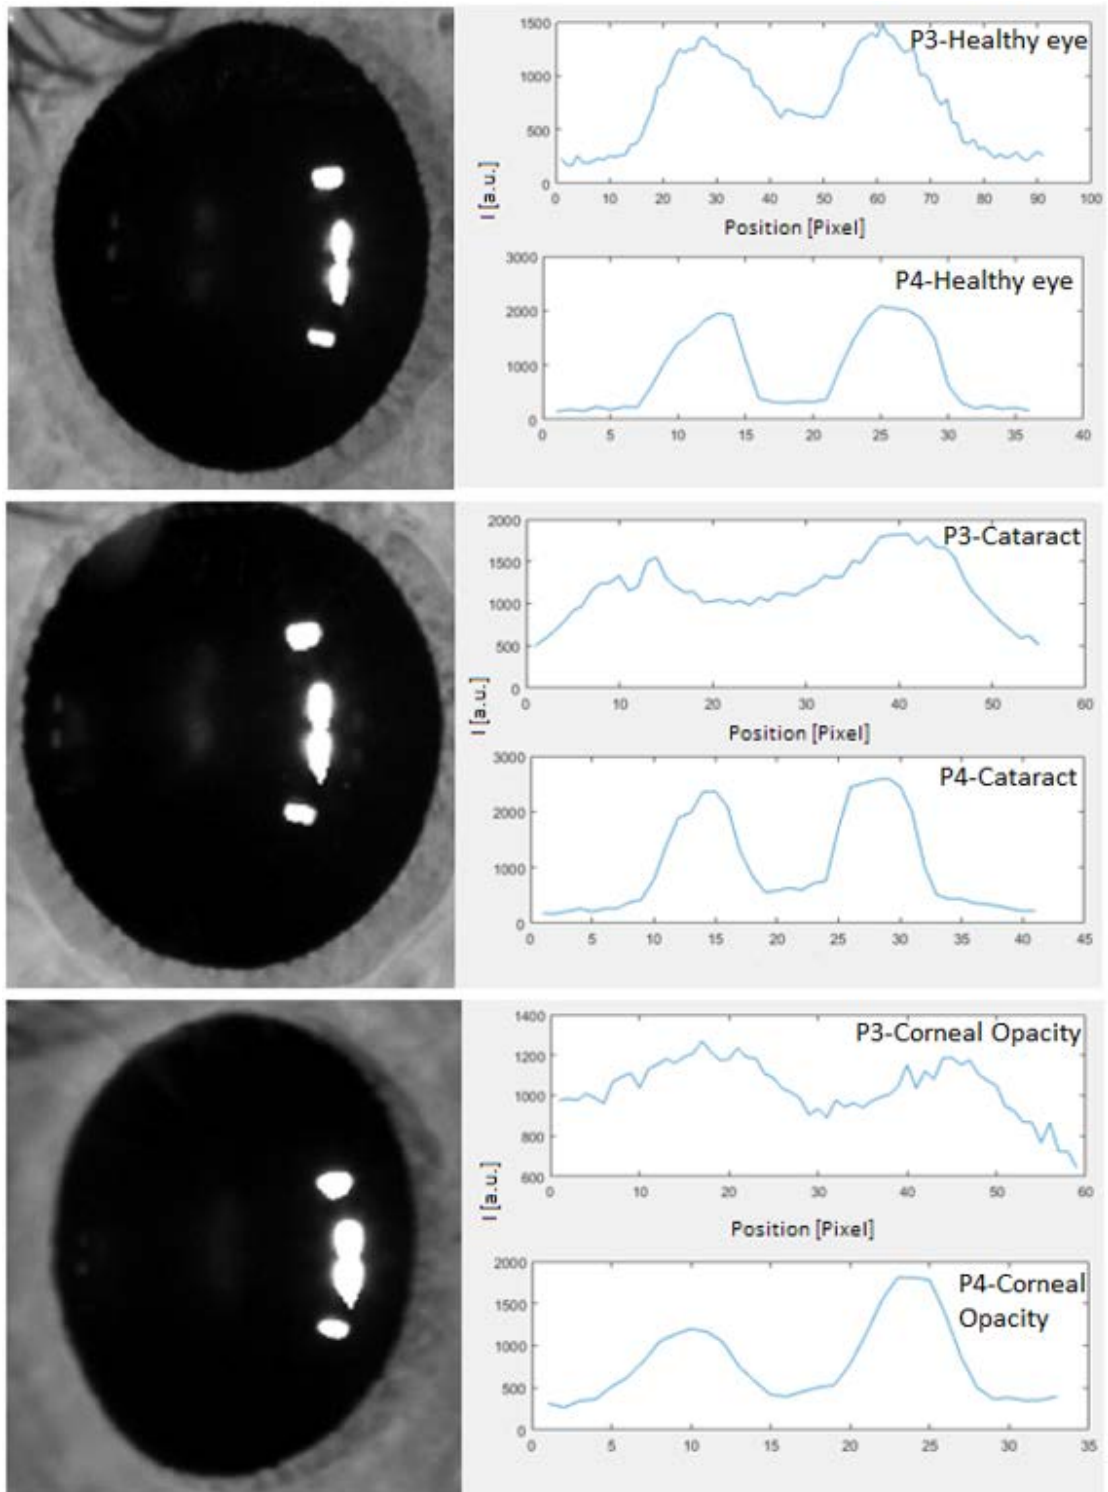 1500
1000
500
0
P3-Healthy eye
0 10 20 30 40 50 60 70 80 90 100
I [a.u.]
Position [Pixel]
3000
2000
1000
0
P4-Healthy eye
0 5 10 15 20 25 30 35 40
2000
1500
1000
500
0
P3-Cataract
0 10 20 30 40 50 60
I [a.u.]
Position [Pixel]
3000
2000
1000
0
P4-Cataract
0 5 10 15 20 25 30 35 40 45
1400
1200
1000
800
600
P3-Corneal Opacity
0 10 20 30 40 50 60
I [a.u.]
Position [Pixel]
2000
1500
1000
500
0
P4-Corneal
Opacity
0 5 10 15 20 25 30 35